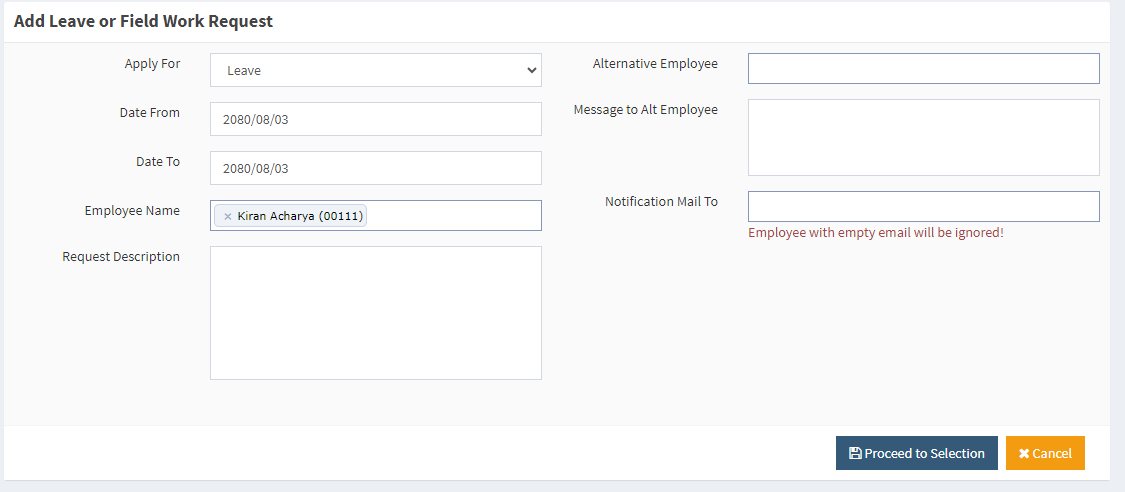 Add Leave or Field Work Request
Apply For
Leave
Date From
2080/08/03
Date To
2080/08/03
Employee Name
× Kiran Acharya (00111)
Request Description
Alternative Employee
Message to Alt Employee
Notification Mail To
Employee with empty email will be ignored!
Proceed to Selection
Cancel